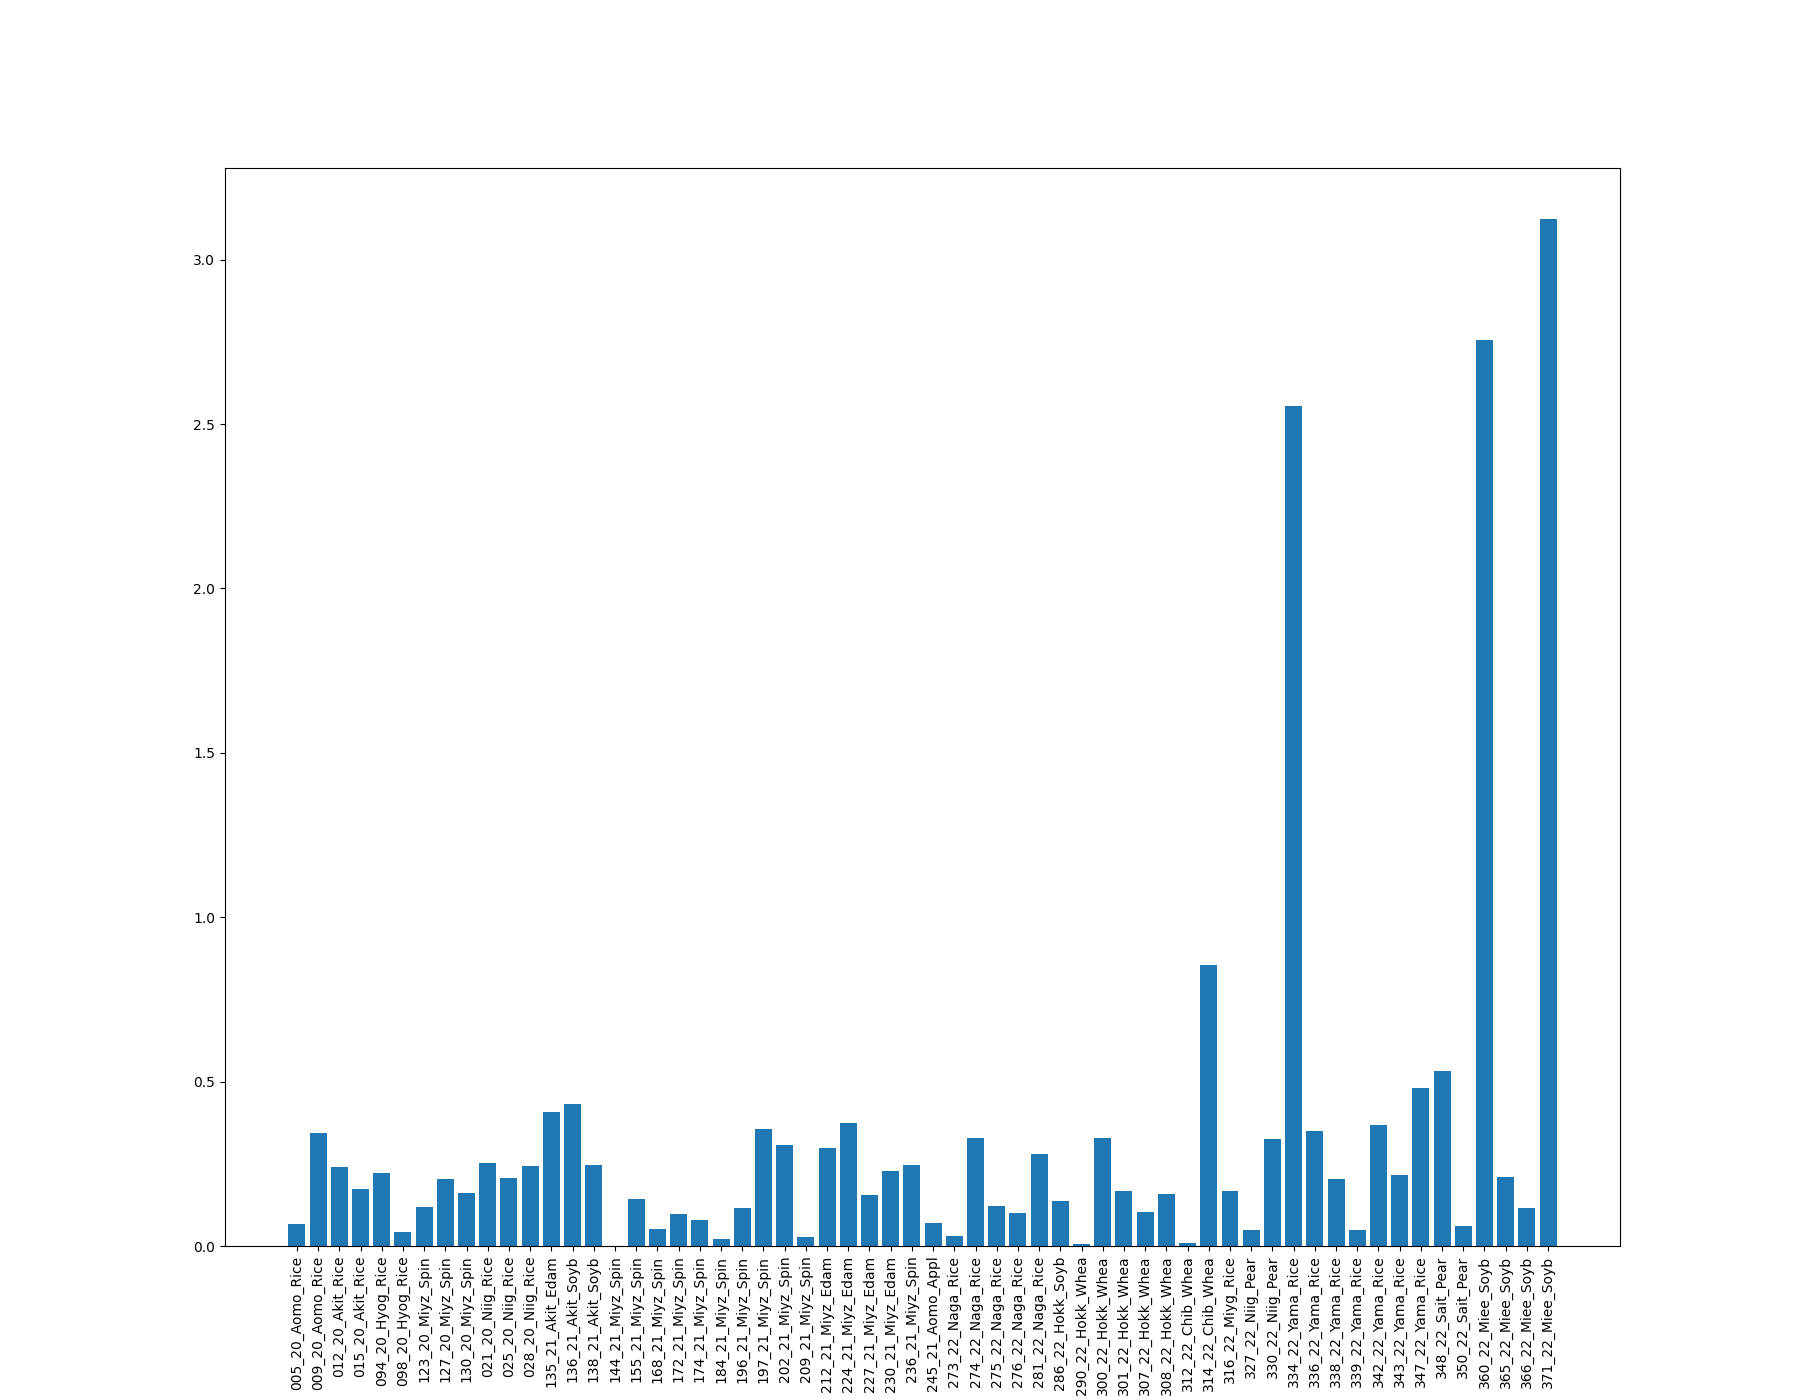 3.0
2.5
2.0
1.5
1.0
0.5
0.0
005_20_Aomo_Rice
009_20_Aomo_Rice
012_20_Akit_Rice
015_20_Akit_Rice
094_20_Hyog_Rice
098_20_Hyog_Rice
123_20_Miyz_Spin
127_20_Miyz_Spin
130_20_Miyz_Spin
021_20_Niig_Rice
025_20_Niig_Rice
028_20_Niig_Rice
135_21_Akit_Edam
136_21_Akit_Soyb
138_21_Akit_Soyb
144_21_Miyz_Spin
155_21_Miyz_Spin
168_21_Miyz_Spin
172_21_Miyz_Spin
174_21_Miyz_Spin
184_21_Miyz_Spin
196_21_Miyz_Spin
197_21_Miyz_Spin
202_21_Miyz_Spin
209_21_Miyz_Spin
212_21_Miyz_Edam
224_21_Miyz_Edam
227_21_Miyz_Edam
230_21_Miyz_Edam
236_21_Miyz_Spin
245_21_Aomo_Appl
273_22_Naga_Rice
274_22_Naga_Rice
275_22_Naga_Rice
276_22_Naga_Rice
281_22_Naga_Rice
286_22_Hokk_Soyb
290_22_Hokk_Whea
300_22_Hokk_Whea
301_22_Hokk_Whea
307_22_Hokk_Whea
308_22_Hokk_Whea
312_22_Chib_Whea
314_22_Chib_Whea
316_22_Miyg_Rice
327_22_Niig_Pear
330_22_Niig_Pear
334_22_Yama_Rice
336_22_Yama_Rice
338_22_Yama_Rice
339_22_Yama_Rice
342_22_Yama_Rice
343_22_Yama_Rice
347_22_Yama_Rice
348_22_Sait_Pear
350_22_Sait_Pear
360_22_Miee_Soyb
365_22_Miee_Soyb
366_22_Miee_Soyb
371_22_Miee_Soyb